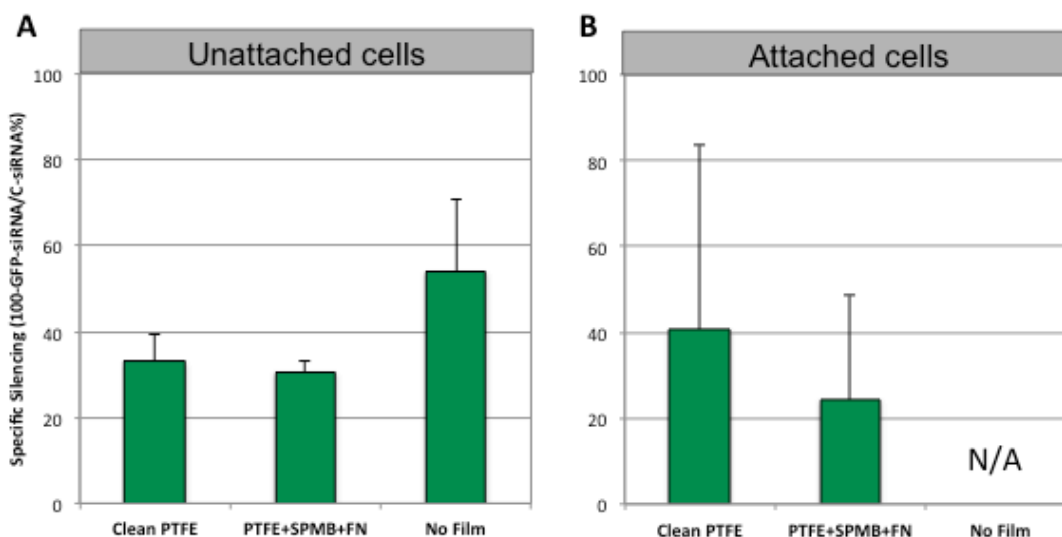 A
Unattached cells
Specific Silencing (100-GFP-siRNA/C-siRNA%)
100
80
60
40
20
0
Clean PTFE
PTFE+SPMB+FN
No Film
B
Attached cells
100
80
60
40
20
0
N/A
Clean PTFE
PTFE+SPMB+FN
No Film